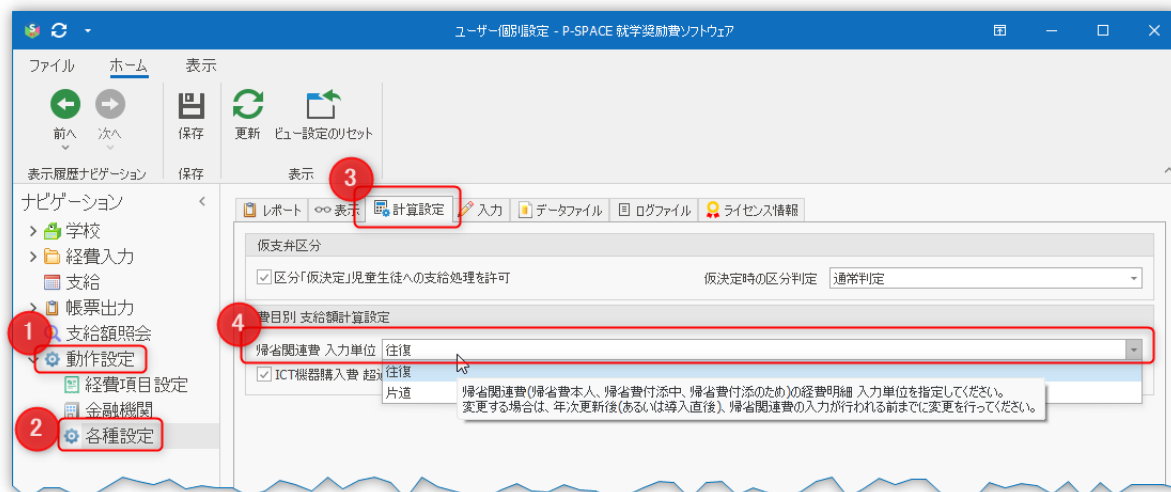 ユーザー個別設定 - P-SPACE 就学奨励費ソフトウェア
ファイル ホーム 表示
前へ 次へ 保存 更新 ビュー設定のリセット
表示履歴ナビゲーション 保存 表示
3
ナビゲーション
レポート 表示 計算設定 入力 データファイル ログファイル ライセンス情報
学校
経費入力
支給
帳票出力
支給額照会
1
動作設定
経費項目設定
金融機関
2
各種設定
仮支弁区分
区分「仮決定」児童生徒への支給処理を許可 仮決定時の区分判定 通常判定
4
費目別 支給額計算設定
帰省関連費 入力単位 往復
往復
ICT機器購入費 超
片道
帰省関連費(帰省費本人、帰省費付添中、帰省費付添のため)の経費明細 入力単位を指定してください。
変更する場合は、年次更新後(あるいは導入直後)、帰省関連費の入力が行われる前までに変更を行ってください。